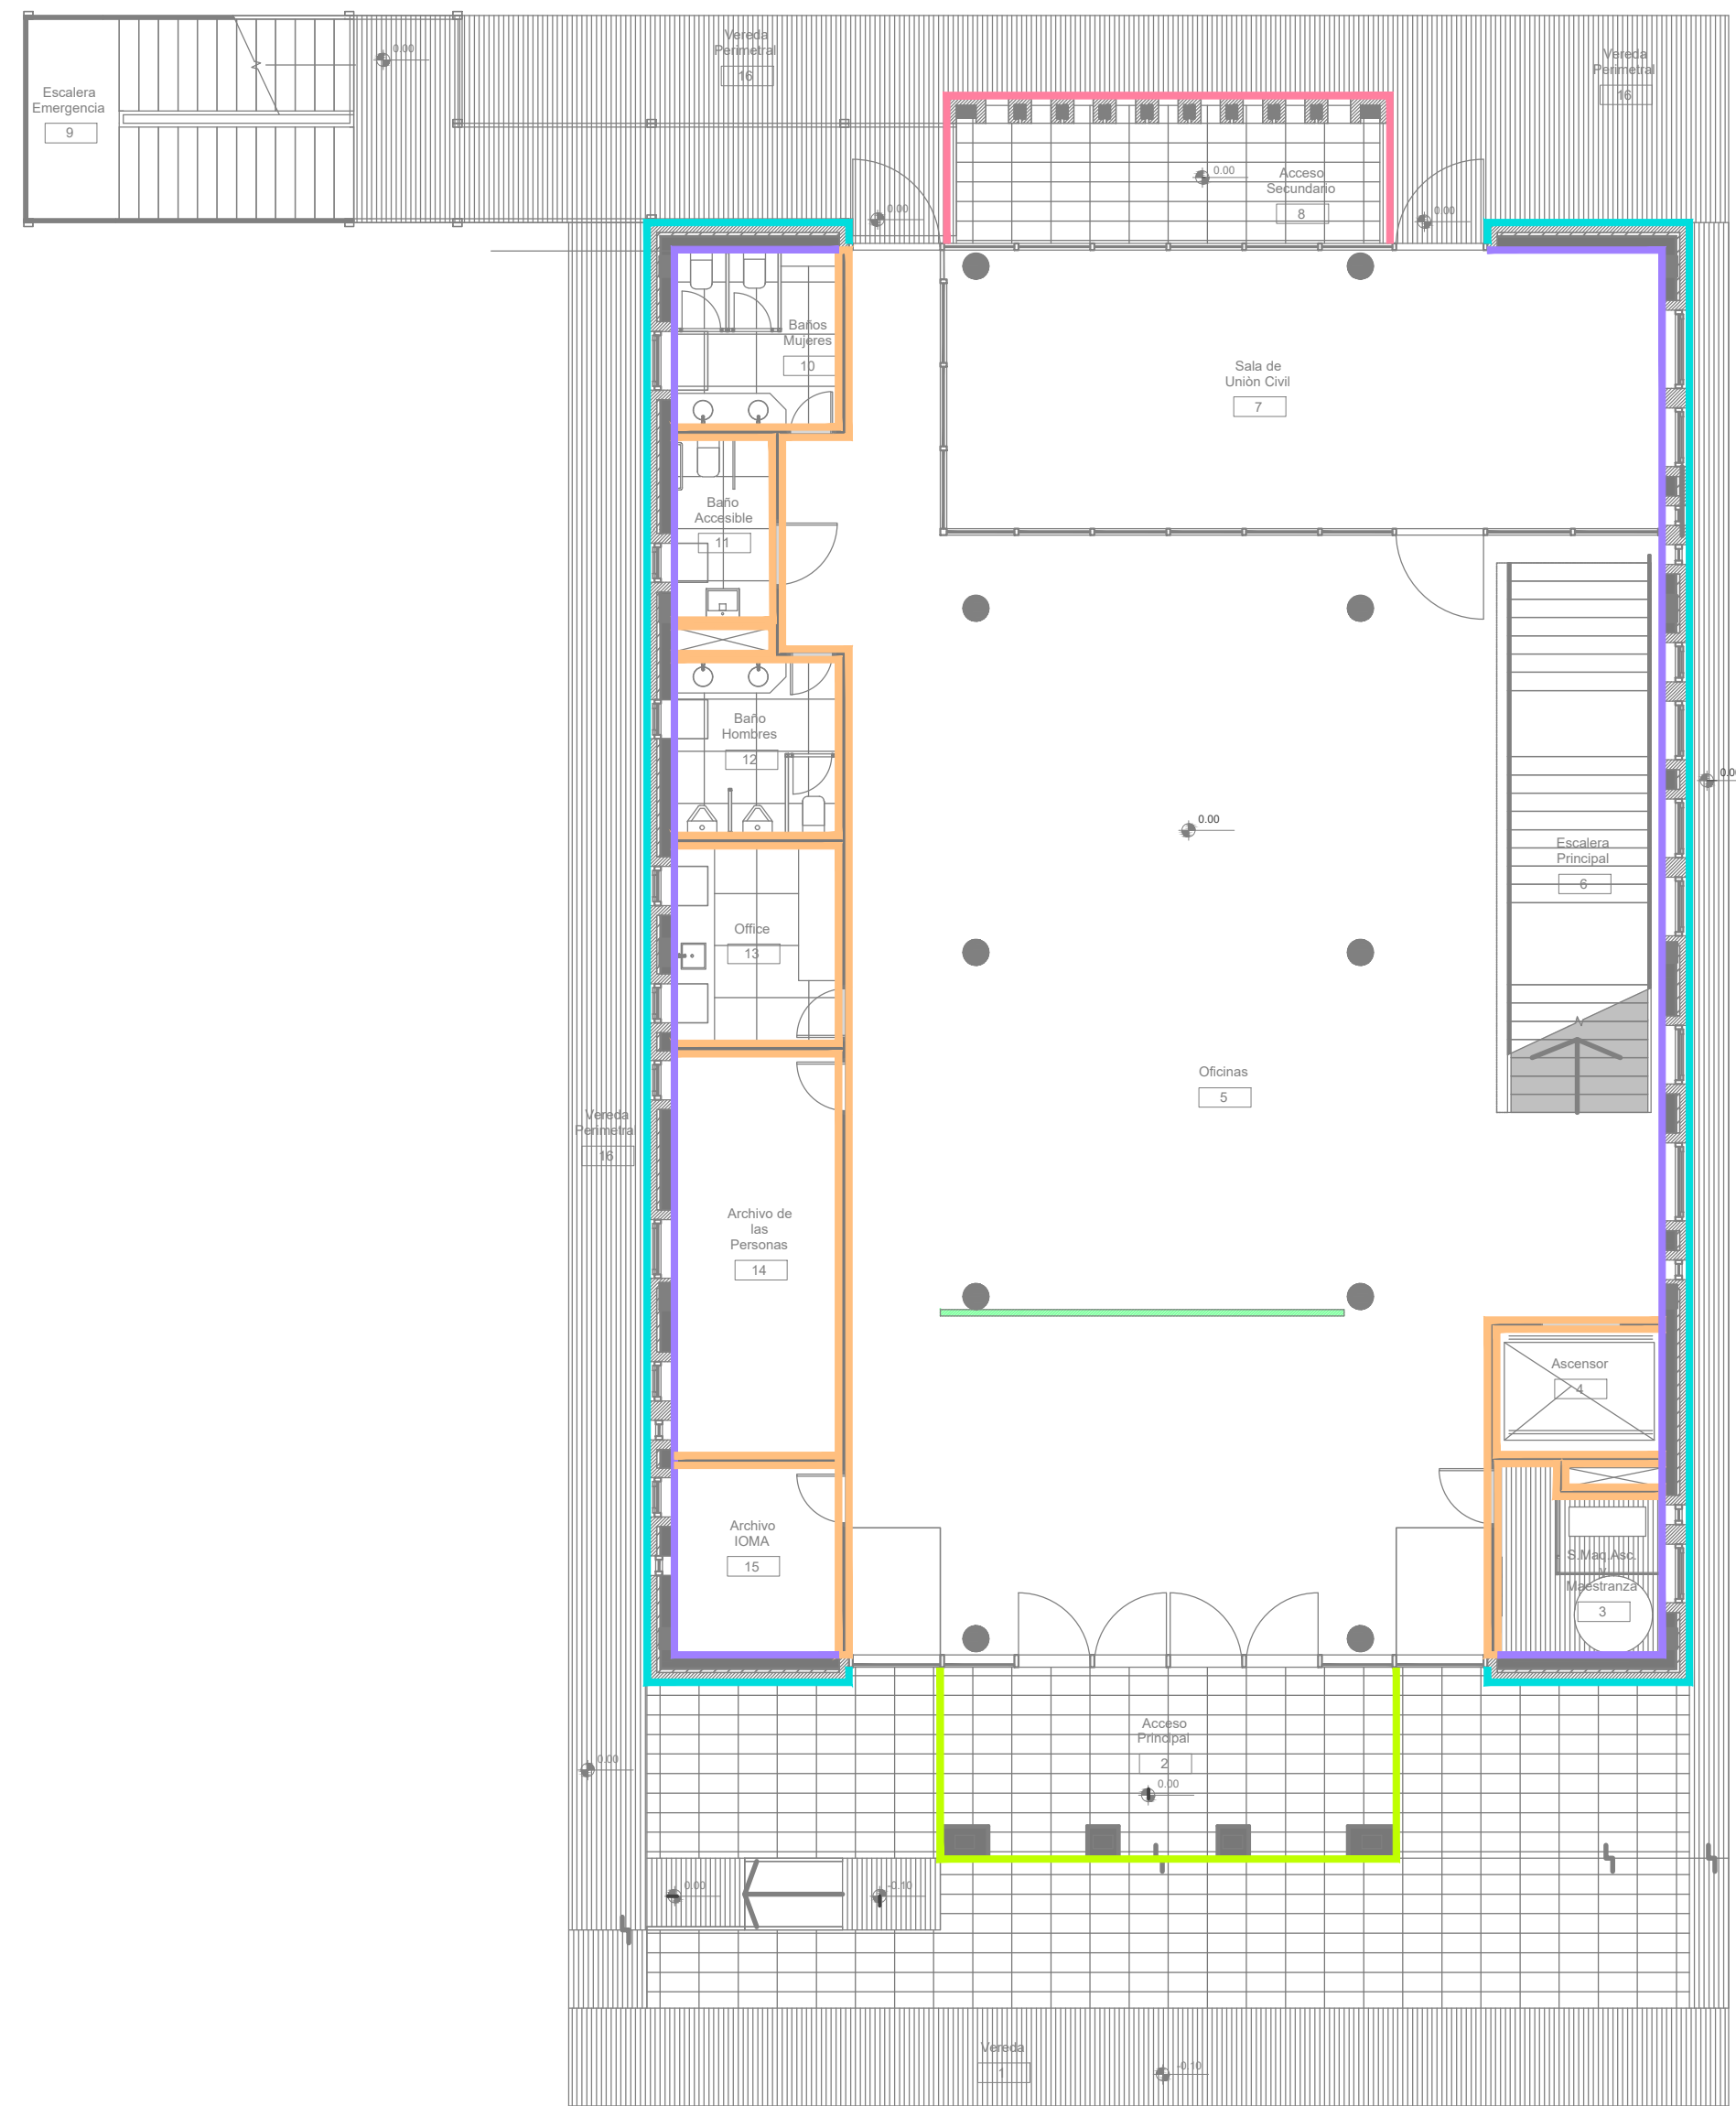 Vereda
Perimetral
16
0.00
Vereda
Perimetral
16
Escalera
Emergencia
9
0.00
Acceso
Secundario
8
0.00
0.00
Baños
Mujeres
10
Sala de
Uniòn Civil
7
Baño
Accesible
11
Baño
Hombres
12
0.00
0.00
Escalera
Principal
6
Office
13
Oficinas
5
Vereda
Perimetral
16
Archivo de
las
Personas
14
Ascensor
4
Archivo
IOMA
15
S.Maq.Asc.
y
Maestranza
3
Acceso
Principal
2
0.00
0.00
0.00
-0.10
Vereda
1
-0.10